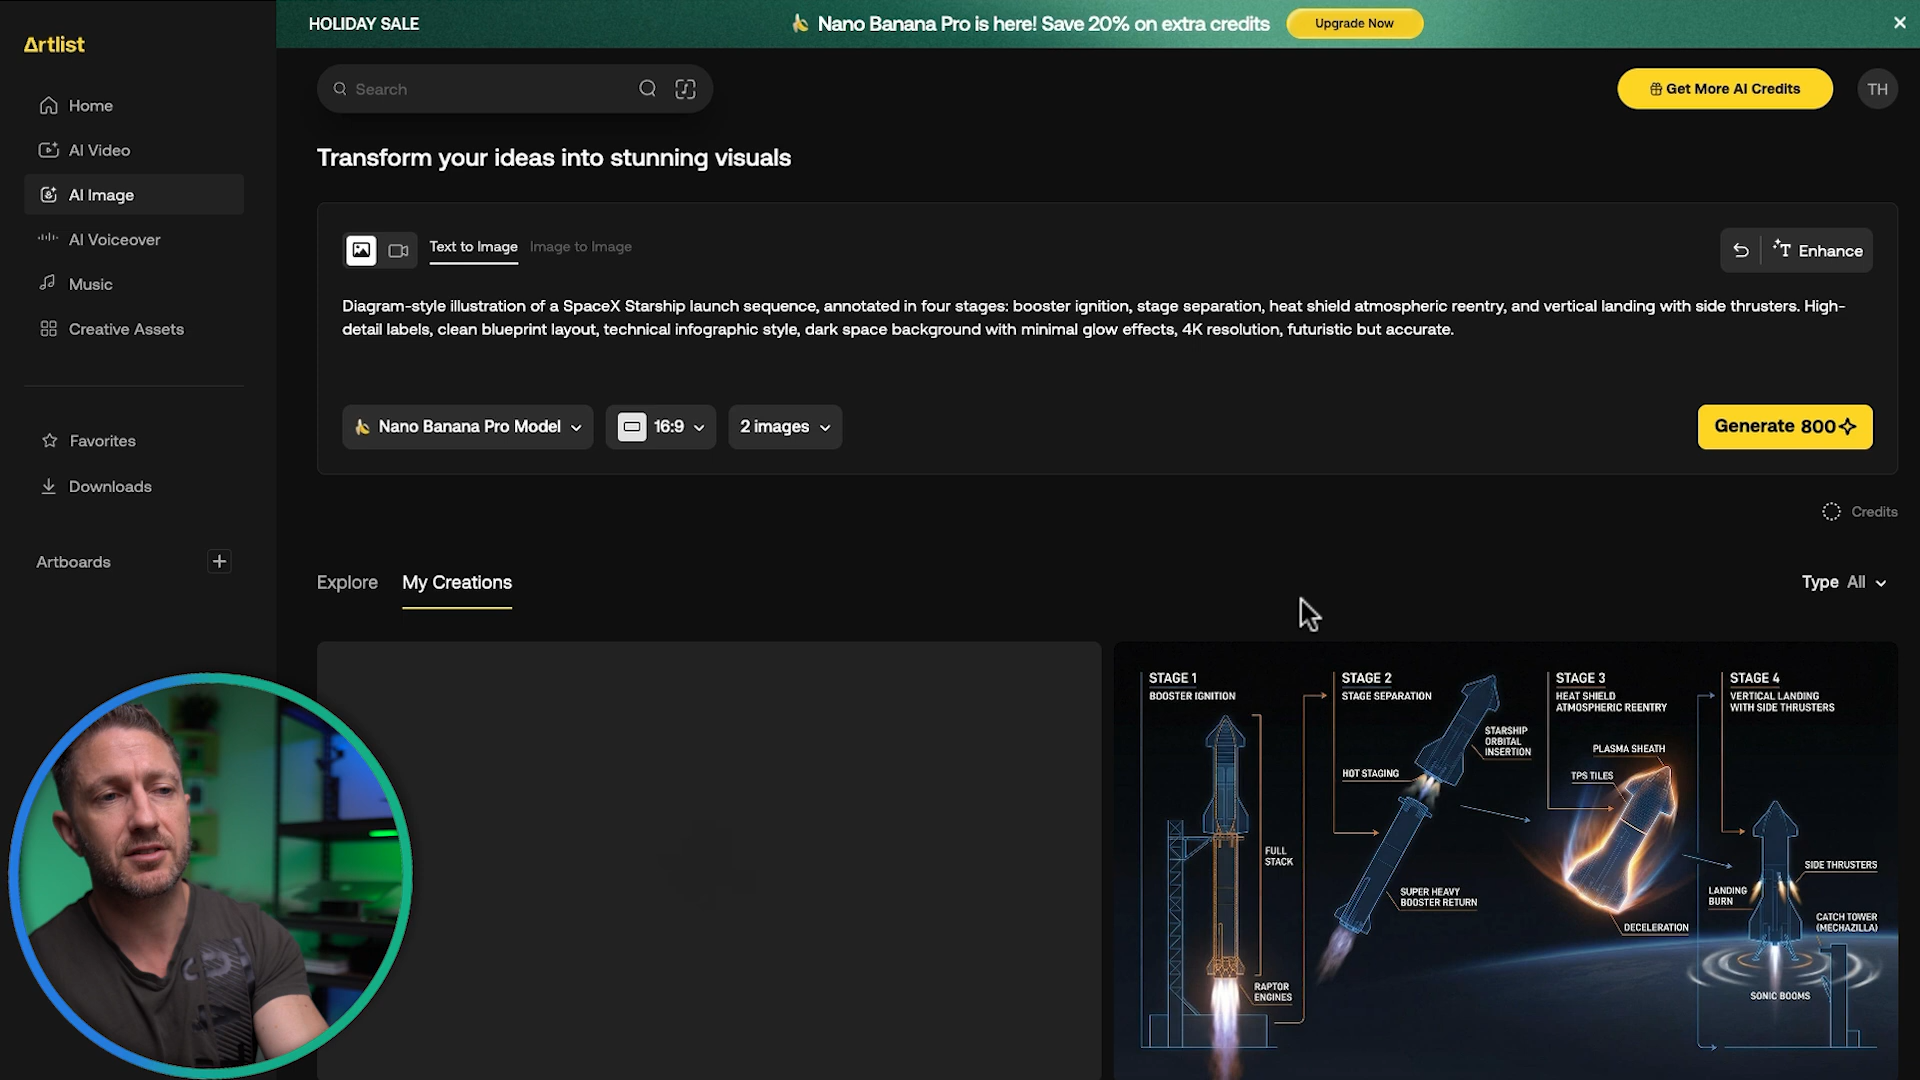 HOLIDAY SALE
Nano Banana Pro is here! Save 20% on extra credits
Upgrade Now
Artlist
Home
AI Video
AI Image
AI Voiceover
Music
Creative Assets
Favorites
Downloads
Artboards
Search
Get More AI Credits
TH
Transform your ideas into stunning visuals
Text to Image
Image to Image
Enhance
Diagram-style illustration of a SpaceX Starship launch sequence, annotated in four stages: booster ignition, stage separation, heat shield atmospheric reentry, and vertical landing with side thrusters. High-
detail labels, clean blueprint layout, technical infographic style, dark space background with minimal glow effects, 4K resolution, futuristic but accurate.
Nano Banana Pro Model
16:9
2 images
Generate 800
Credits
Explore
My Creations
Type All
STAGE 1
BOOSTER IGNITION
FULL
STACK
RAPTOR
ENGINES
STAGE 2
STAGE SEPARATION
STARSHIP
ORBITAL
INSERTION
HOT STAGING
SUPER HEAVY
BOOSTER RETURN
STAGE 3
HEAT SHIELD
ATMOSPHERIC REENTRY
PLASMA SHEATH
TPS TILES
DECELERATION
STAGE 4
VERTICAL LANDING
WITH SIDE THRUSTERS
SIDE THRUSTERS
LANDING
BURN
CATCH TOWER
(MECHAZILLA)
SONIC BOOMS